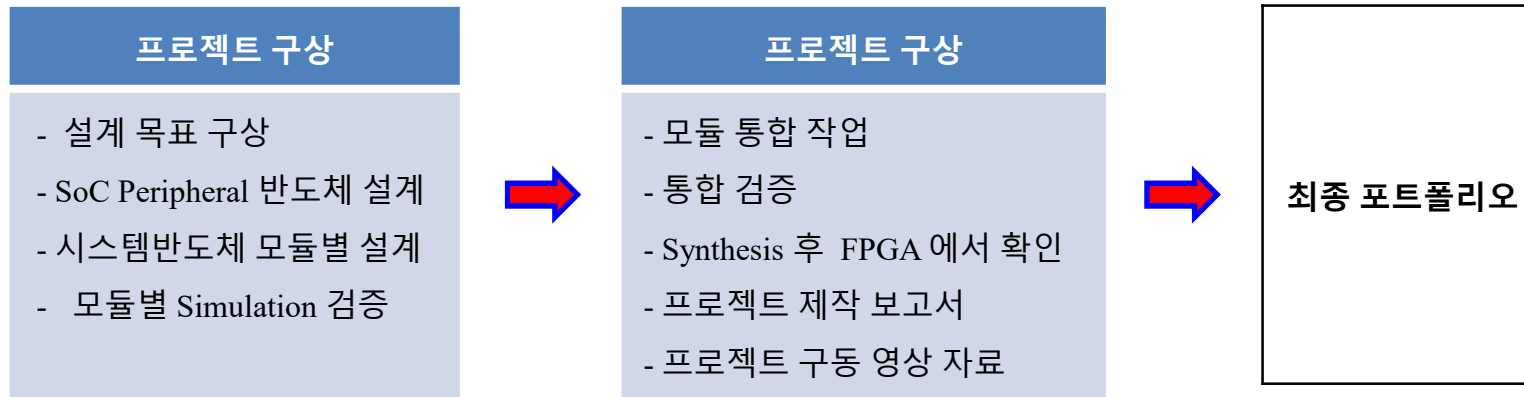 프로젝트 구상
- 설계 목표 구상
- SoC Peripheral 반도체 설계
- 시스템반도체 모듈별 설계
- 모듈별 Simulation 검증
프로젝트 구상
- 모듈 통합 작업
- 통합 검증
- Synthesis 후 FPGA 에서 확인
- 프로젝트 제작 보고서
- 프로젝트 구동 영상 자료
최종 포트폴리오